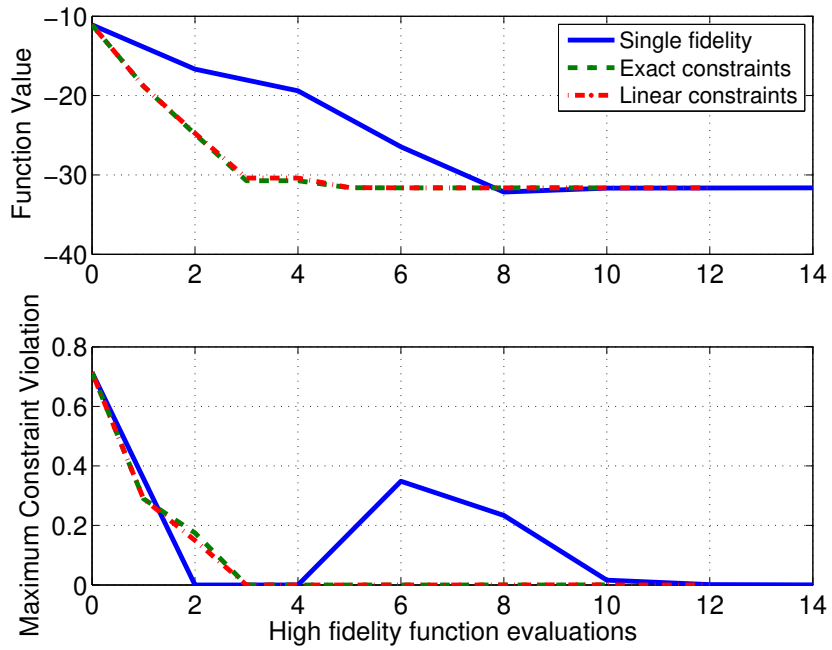 Function Value
−10
−20
−30
−40
0 2 4 6 8 10 12 14
Single fidelity
Exact constraints
Linear constraints
Maximum Constraint Violation
0.8
0.6
0.4
0.2
0
0 2 4 6 8 10 12 14
High fidelity function evaluations